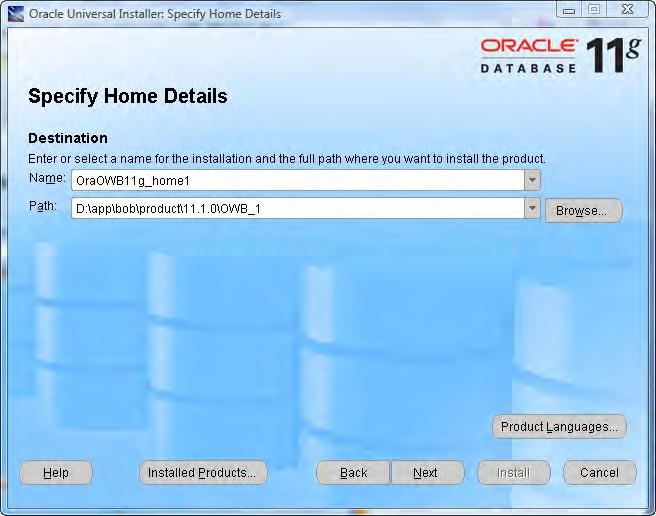 Oracle Universal Installer: Specify Home Details
ORACLE
DATABASE 11g
Specify Home Details
Destination
Enter or select a name for the installation and the full path where you want to install the product.
Name: OraOWB11g_home1
Path: D:\app\bob\product\11.1.0\OWB_1 Browse...
Product Languages...
Help Installed Products... Back Next Install Cancel